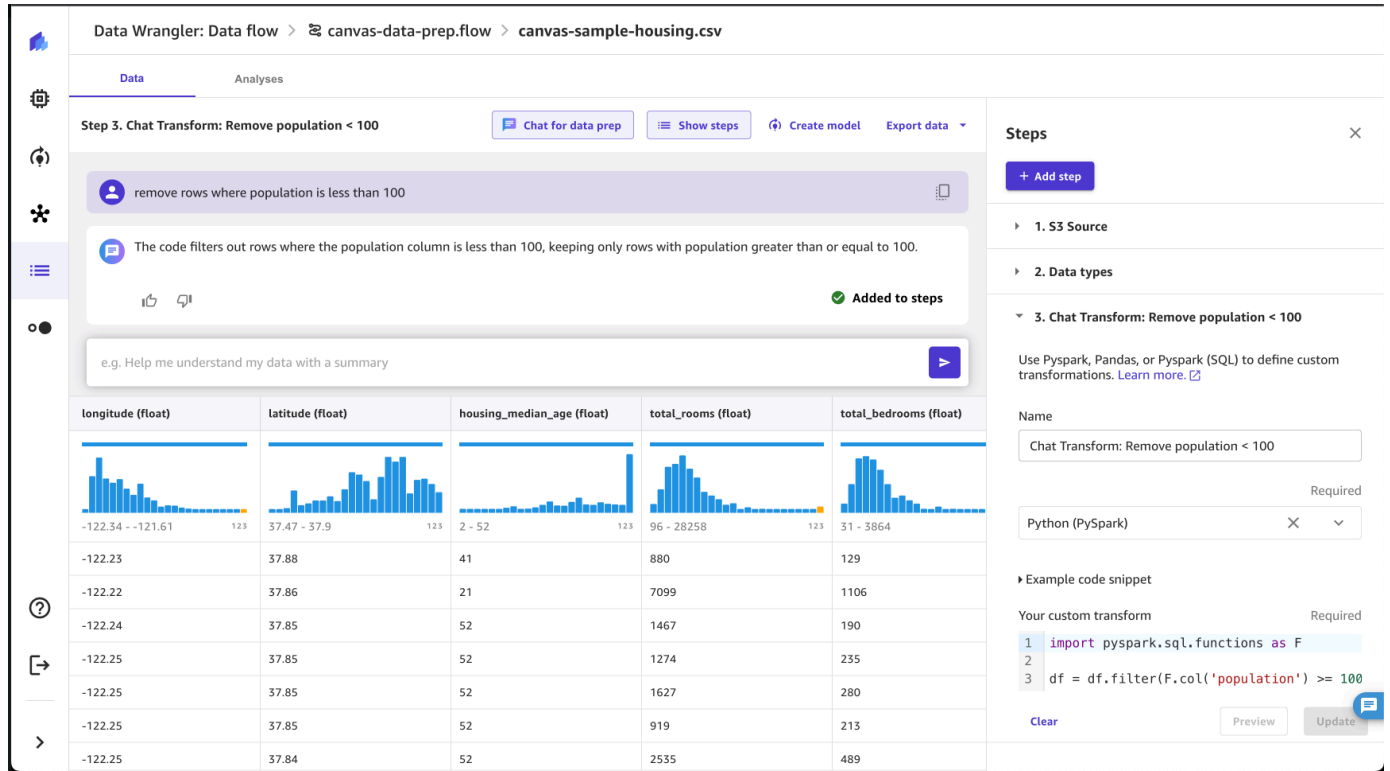 Data Wrangler: Data flow > canvas-data-prep.flow > canvas-sample-housing.csv
Data Analyses
Step 3. Chat Transform: Remove population < 100
Chat for data prep Show steps Create model Export data
remove rows where population is less than 100
The code filters out rows where the population column is less than 100, keeping only rows with population greater than or equal to 100.
Added to steps
e.g. Help me understand my data with a summary
longitude (float) latitude (float) housing_median_age (float) total_rooms (float) total_bedrooms (float)
-122.34 - -121.61 123 37.47 - 37.9 123 2 - 52 123 96 - 28258 123 31 - 3864
-122.23 37.88 41 880 129
-122.22 37.86 21 7099 1106
-122.24 37.85 52 1467 190
-122.25 37.85 52 1274 235
-122.25 37.85 52 1627 280
-122.25 37.85 52 919 213
-122.25 37.84 52 2535 489
Steps
+ Add step
1. S3 Source
2. Data types
3. Chat Transform: Remove population < 100
Use Pyspark, Pandas, or Pyspark (SQL) to define custom
transformations. Learn more.
Name
Chat Transform: Remove population < 100
Required
Python (PySpark)
Example code snippet
Your custom transform Required
1 import pyspark.sql.functions as F
2
3 df = df.filter(F.col('population') >= 100
Clear Preview Update